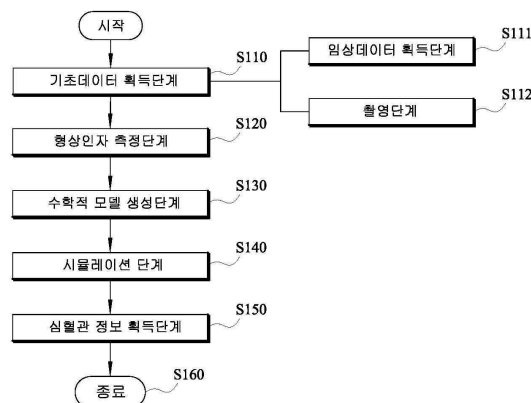 시작
S110
기초데이터 획득단계
S111
임상데이터 획득단계
S112
촬영단계
S120
형상인자 측정단계
S130
수학적 모델 생성단계
S140
시뮬레이션 단계
S150
심혈관 정보 획득단계
S160
종료